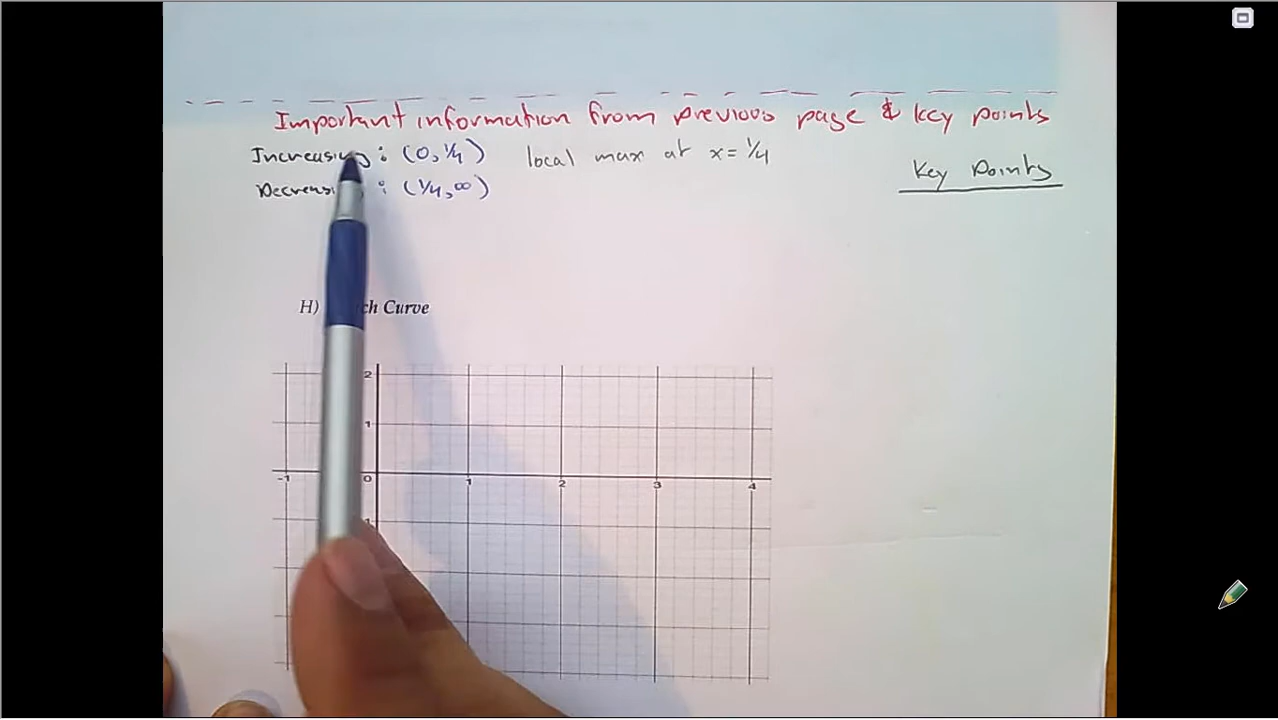 Important information from previous page & key points
Increasing : (0, 1/4) local max at x = 1/4
: (1/4, ∞)
Key Points
H) Curve
2
1
-1 0 1 2 3 4